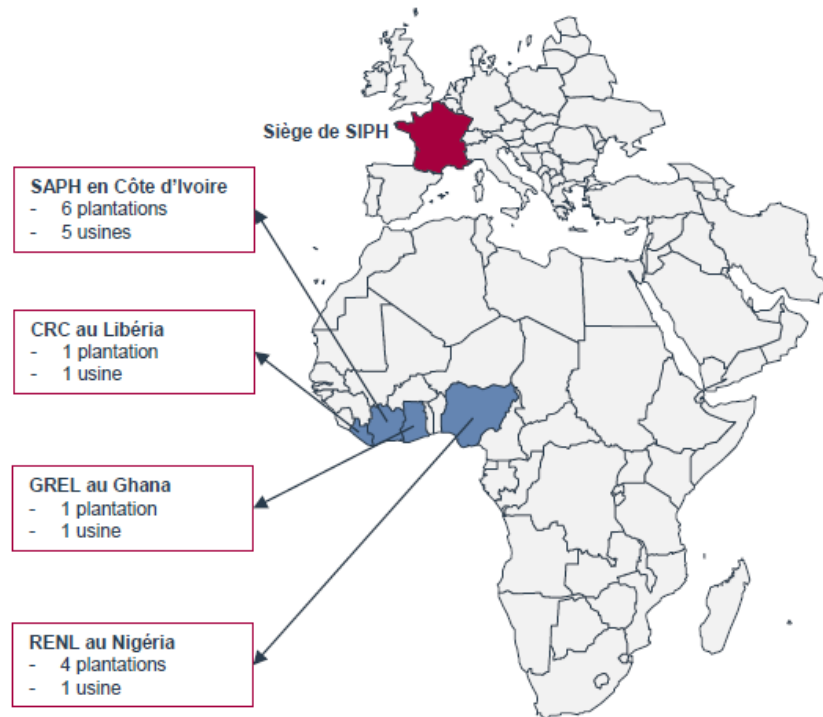 Siège de SIPH
SAPH en Côte d'Ivoire
- 6 plantations
- 5 usines
CRC au Libéria
- 1 plantation
- 1 usine
GREL au Ghana
- 1 plantation
- 1 usine
RENL au Nigéria
- 4 plantations
- 1 usine